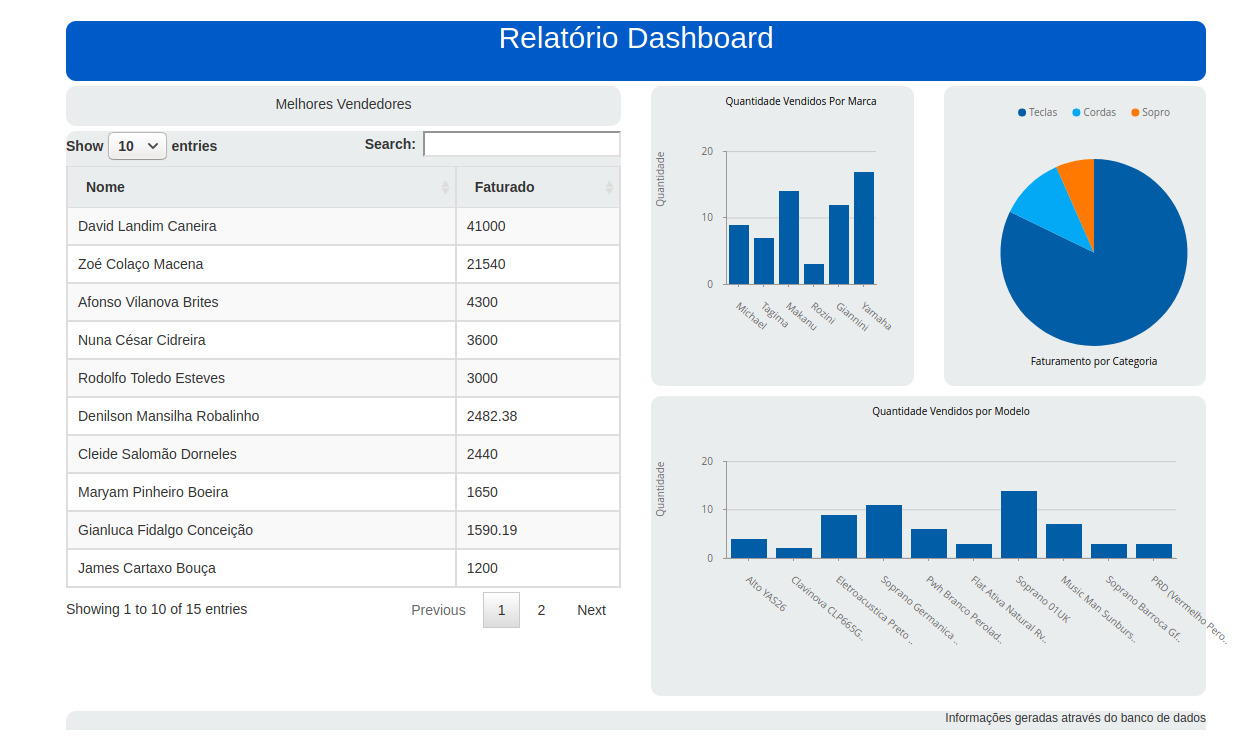 Relatório Dashboard
Melhores Vendedores
Show 10 entries
Search:
Nome Faturado
David Landim Caneira 41000
Zoé Colaço Macena 21540
Afonso Vilanova Brites 4300
Nuna César Cidreira 3600
Rodolfo Toledo Esteves 3000
Denilson Mansilha Robalinho 2482.38
Cleide Salomão Dorneles 2440
Maryam Pinheiro Boeira 1650
Gianluca Fidalgo Conceição 1590.19
James Cartaxo Bouça 1200
Showing 1 to 10 of 15 entries
Previous 1 2 Next
Quantidade Vendidos Por Marca
Quantidade
20
10
0
Michael Tagima Makanu Rozini Giannini Yamaha
Teclas Cordas Sopro
Faturamento por Categoria
Quantidade Vendidos por Modelo
Quantidade
20
10
0
Alto YAS26
Clavinova CLP665G..
Eletroacustica Preto ..
Soprano Germanica ..
Pwh Branco Perolad..
Flat Ativa Natural Rv..
Soprano 01UK
Music Man Sunburs..
Soprano Barroca Gf..
PRD (Vermelho Pero..
Informações geradas através do banco de dados